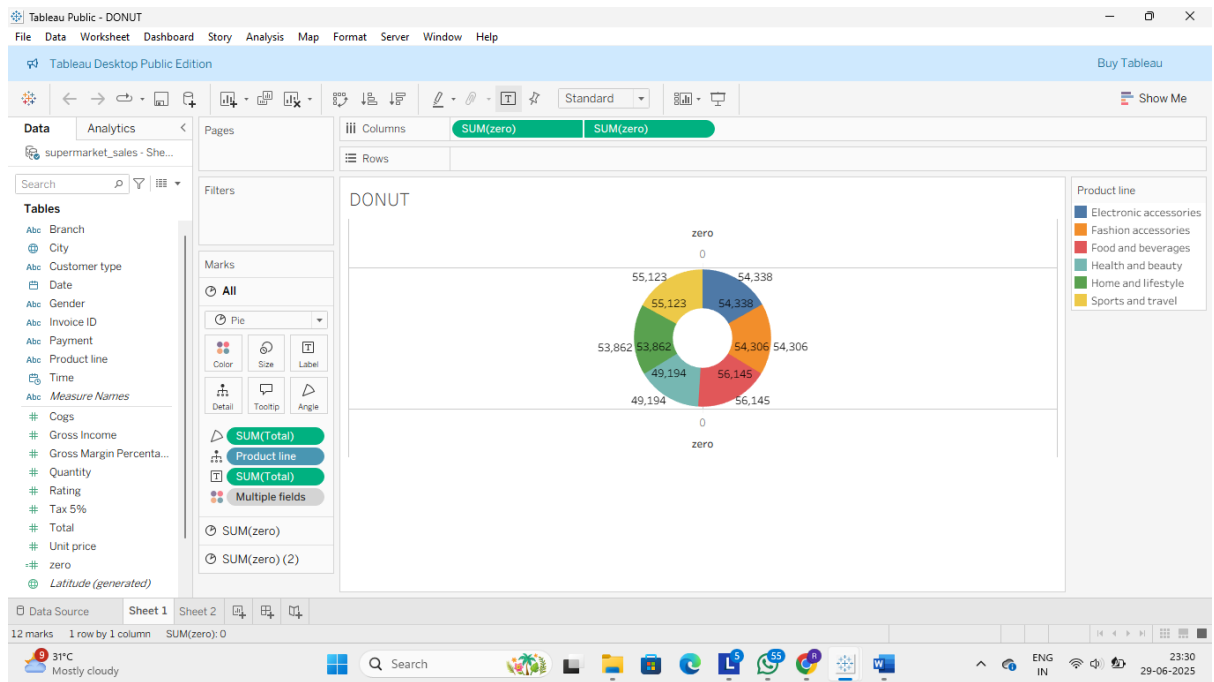 Tableau Public - DONUT
File Data Worksheet Dashboard Story Analysis Map Format Server Window Help
Tableau Desktop Public Edition
Buy Tableau
Standard
Show Me
Data Analytics
supermarket_sales - She...
Search
Tables
Abc Branch
City
Abc Customer type
Date
Abc Gender
Abc Invoice ID
Abc Payment
Abc Product line
Time
Abc Measure Names
# Cogs
# Gross Income
# Gross Margin Percenta...
# Quantity
# Rating
# Tax 5%
# Total
# Unit price
=# zero
Latitude (generated)
Pages
Filters
Marks
All
Pie
Color Size Label
Detail Tooltip Angle
SUM(Total)
Product line
SUM(Total)
Multiple fields
SUM(zero)
SUM(zero) (2)
Columns SUM(zero) SUM(zero)
Rows
DONUT
zero
0
55,123 54,338
55,123 54,338
53,862 53,862 54,306 54,306
49,194 56,145
49,194 56,145
0
zero
Product line
Electronic accessories
Fashion accessories
Food and beverages
Health and beauty
Home and lifestyle
Sports and travel
Data Source Sheet 1 Sheet 2
12 marks 1 row by 1 column SUM(zero): 0
9
31°C
Mostly cloudy
Search
L 5
55
R
W
ENG
IN
23:30
29-06-2025